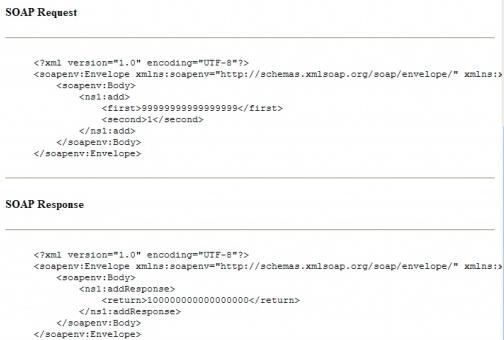 SOAP Request
<?xml version="1.0" encoding="UTF-8"?>
<soapenv:Envelope xmlns:soapenv="http://schemas.xmlsoap.org/soap/envelope/" xmlns:x
<soapenv:Body>
<ns1:add>
<first>99999999999999999</first>
<second>1</second>
</ns1:add>
</soapenv:Body>
</soapenv:Envelope>
SOAP Response
<?xml version="1.0" encoding="UTF-8"?>
<soapenv:Envelope xmlns:soapenv="http://schemas.xmlsoap.org/soap/envelope/" xmlns:x
<soapenv:Body>
<ns1:addResponse>
<return>100000000000000000</return>
</ns1:addResponse>
</soapenv:Body>
</soapenv:Envelope>